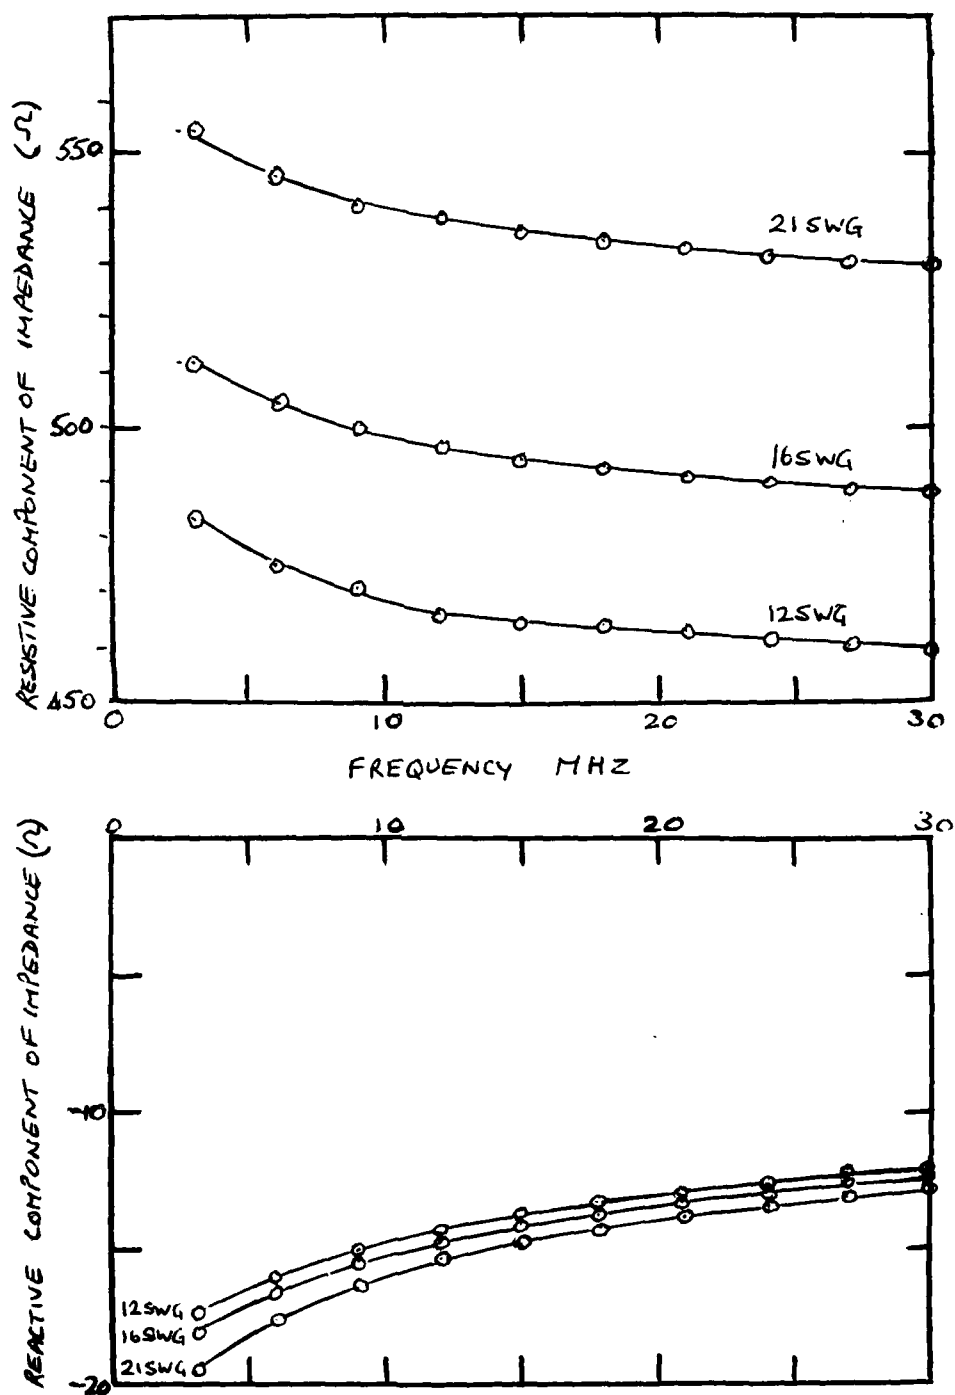 RESISTIVE COMPONENT OF IMPEDANCE (Ω)
550
500
450
21SWG
16SWG
12SWG
0 10 20 30
FREQUENCY MHZ
0 10 20 30
REACTIVE COMPONENT OF IMPEDANCE (Ω)
-10
-20
12SWG
16SWG
21SWG